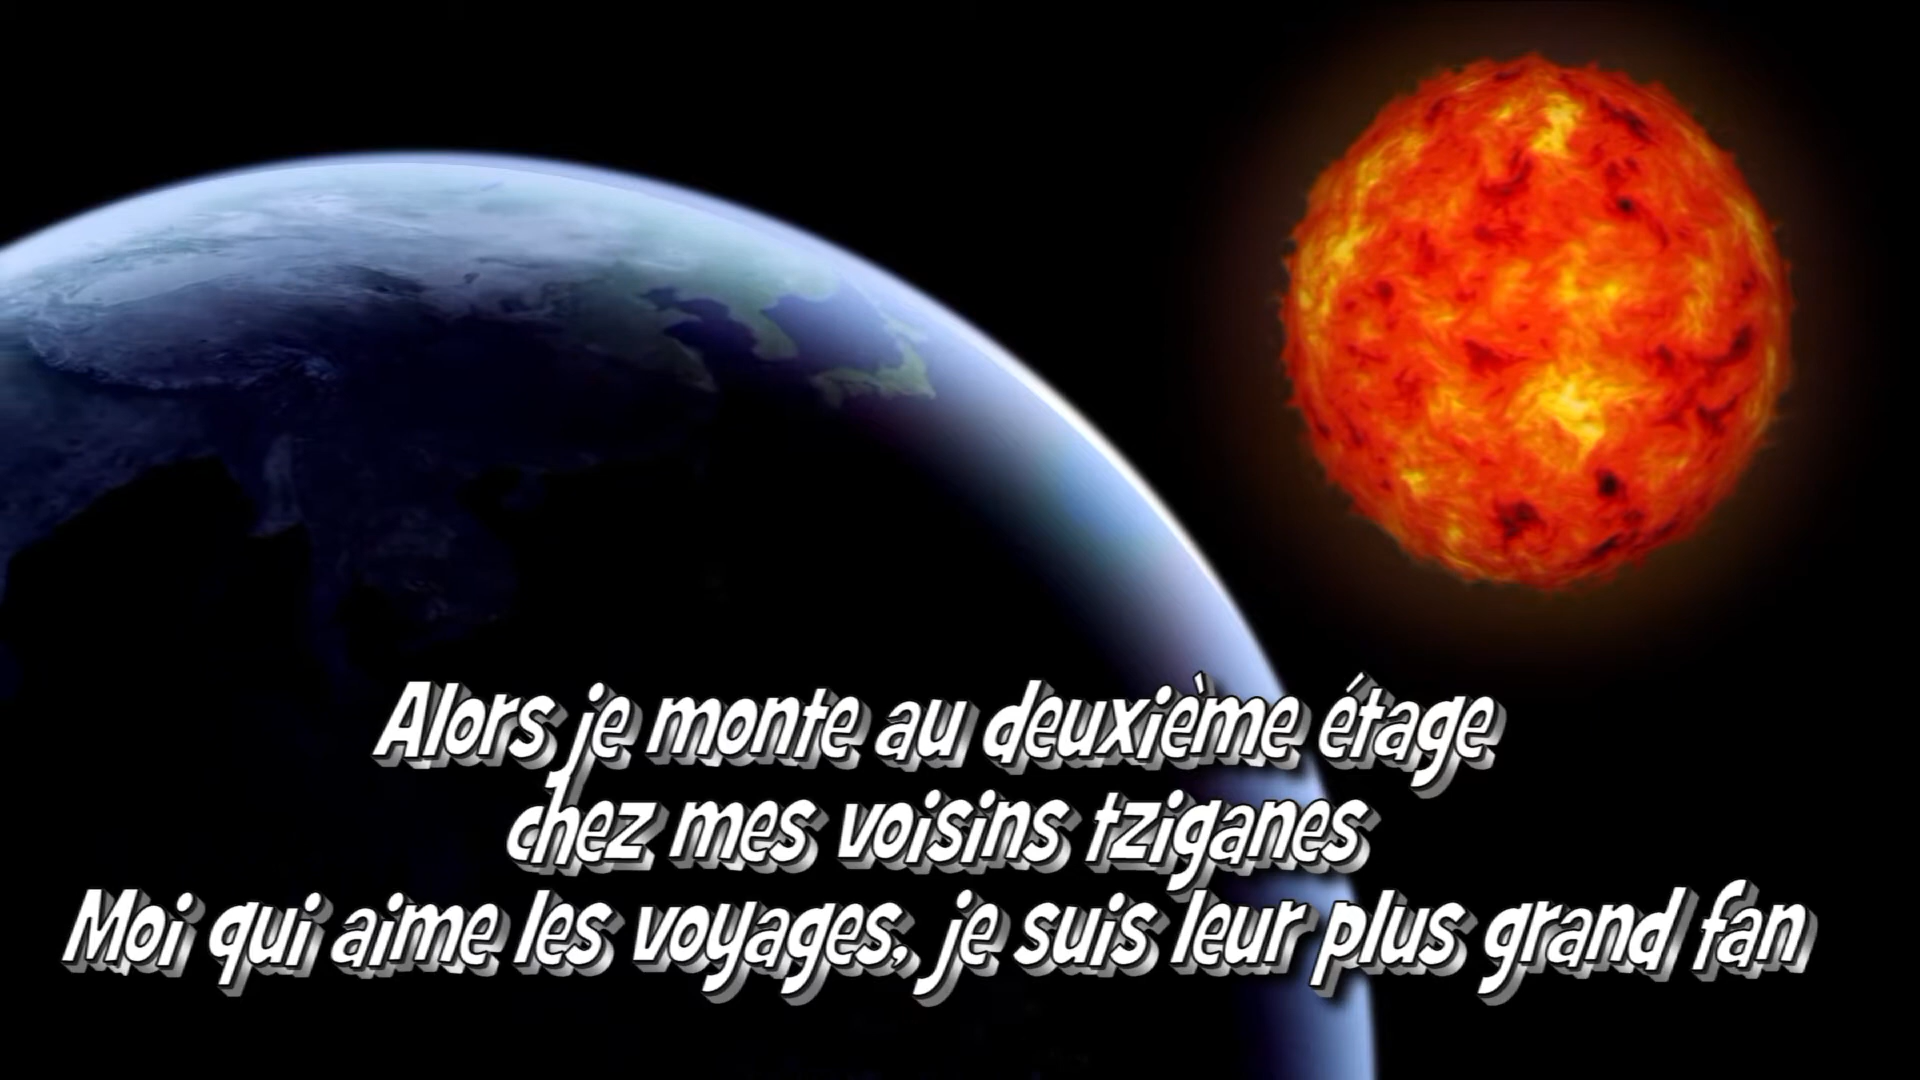 Alors je monte au deuxième étage
chez mes voisins tziganes
Moi qui aime les voyages, je suis leur plus grand fan